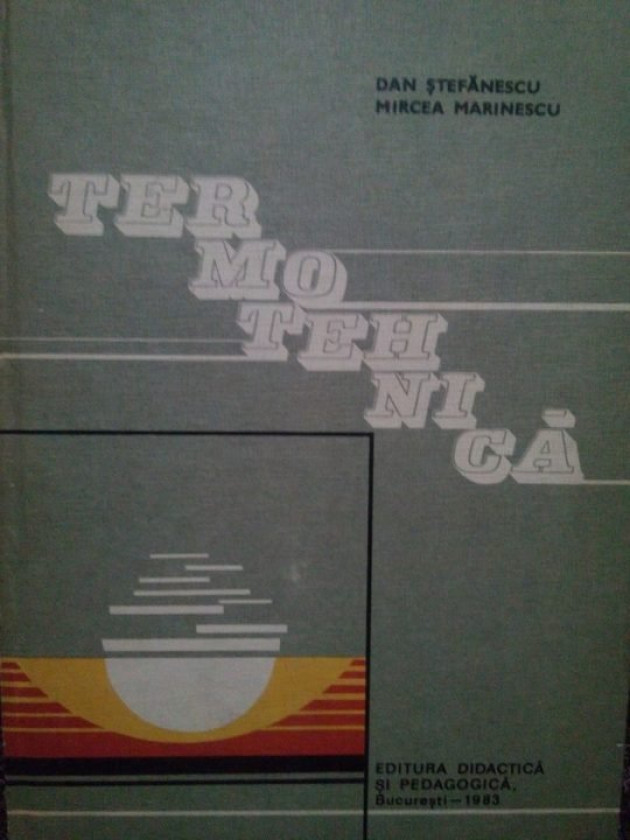 DAN ȘTEFĂNESCU
MIRCEA MARINESCU
TER
MO
TEH
NI
CĂ
EDITURA DIDACTICĂ
ȘI PEDAGOGICĂ,
București — 1983